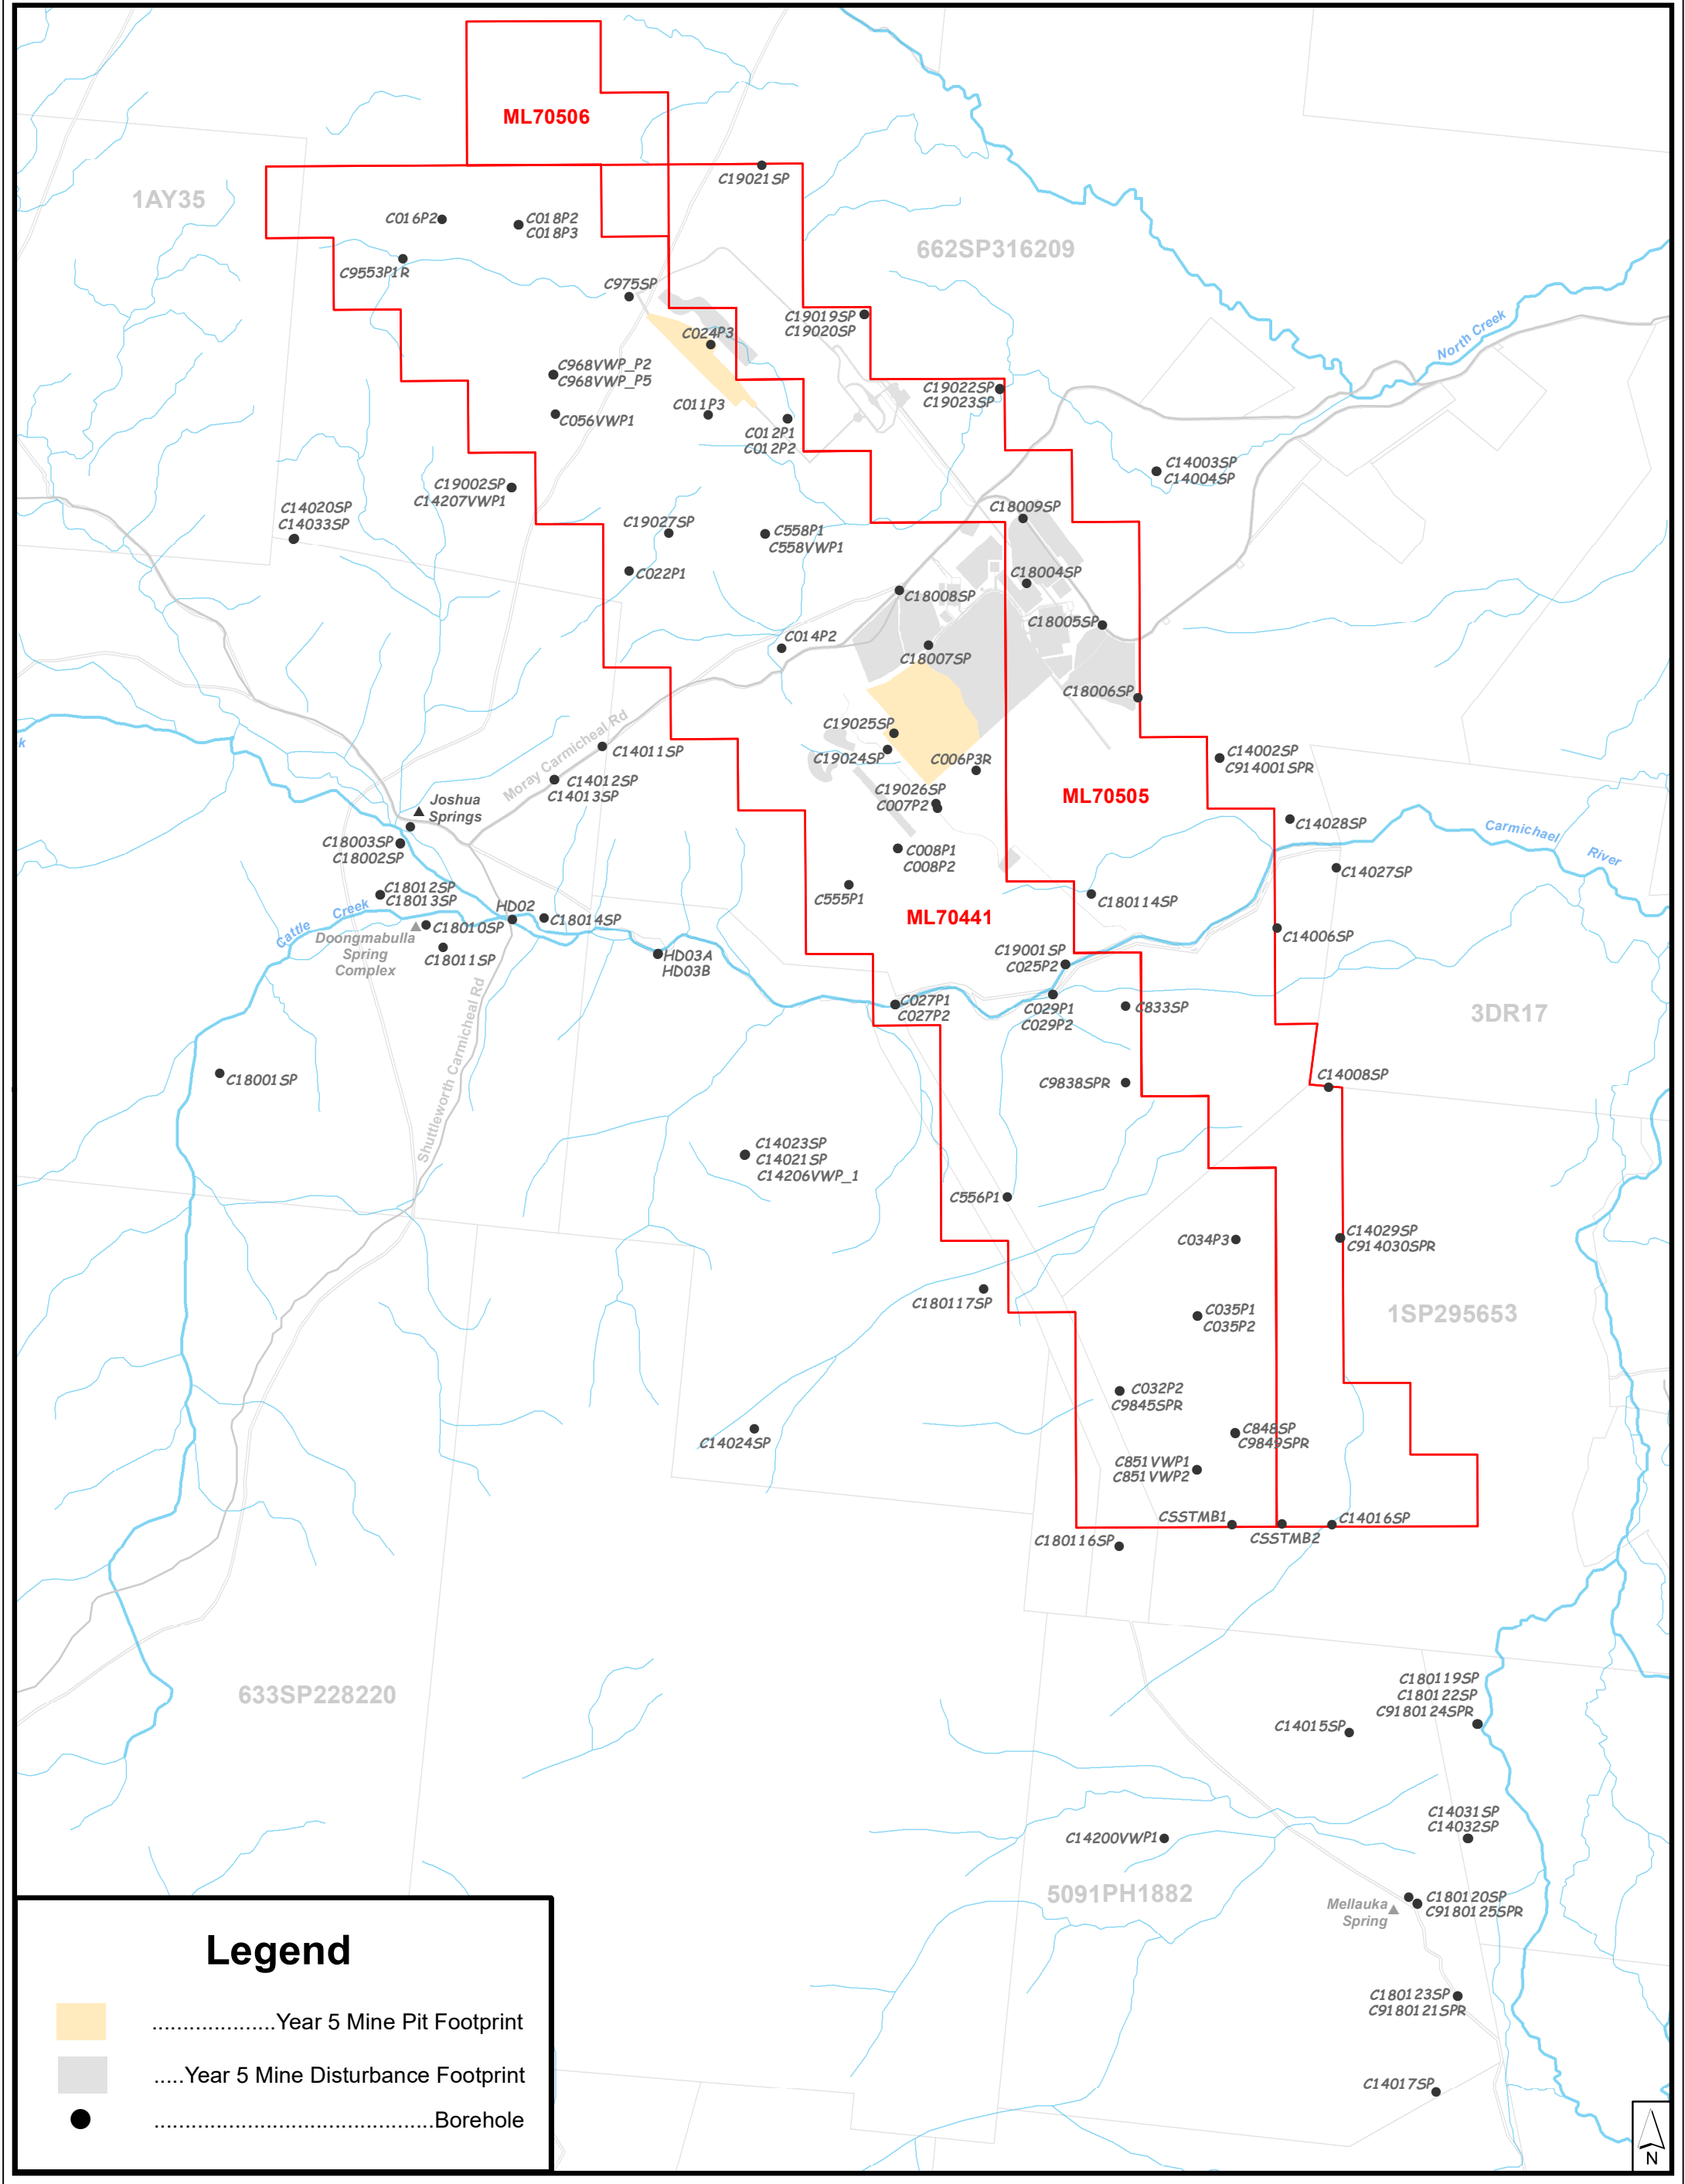 ML70506
C19021SP
1AY35
C016P2
C018P2
C018P3
662SP316209
C9553P1R
C975SP
C19019SP
C19020SP
North Creek
C024P3
C968VWP_P2
C968VWP_P5
C19022SP
C19023SP
C011P3
C056VWP1
C012P1
C012P2
C14003SP
C14004SP
C19002SP
C14207VWP1
C14020SP
C14033SP
C18009SP
C19027SP
C558P1
C558VWP1
C022P1
C18004SP
C18008SP
C18005SP
C014P2
C18007SP
C18006SP
Moray Carmicheal Rd
C19025SP
C14011SP
C19024SP
C006P3R
C14002SP
C914001SPR
k
C14012SP
C14013SP
C19026SP
C007P2
ML70505
Joshua
Springs
C14028SP
Carmichael
River
C18003SP
C18002SP
C008P1
C008P2
C14027SP
C18012SP
C18013SP
C555P1
C180114SP
Cattle Creek
HD02
C18014SP
ML70441
C18010SP
Doongmabulla
Spring
Complex
C18011SP
C14006SP
HD03A
HD03B
C19001SP
C025P2
C027P1
C027P2
C029P1
C029P2
C833SP
3DR17
Shuttleworth Carmicheal Rd
C18001SP
C9838SPR
C14008SP
C14023SP
C14021SP
C14206VWP_1
C556P1
C034P3
C14029SP
C914030SPR
C180117SP
C035P1
C035P2
1SP295653
C032P2
C9845SPR
C14024SP
C848SP
C9849SPR
C851VWP1
C851VWP2
CSSTMB1
C14016SP
CSSTMB2
C180116SP
633SP228220
C180119SP
C180122SP
C9180124SPR
C14015SP
C14031SP
C14032SP
C14200VWP1
5091PH1882
C180120SP
C9180125SPR
Mellauka
Spring
C180123SP
C9180121SPR
C14017SP
Legend
....................Year 5 Mine Pit Footprint
.....Year 5 Mine Disturbance Footprint
.............................................Borehole
N